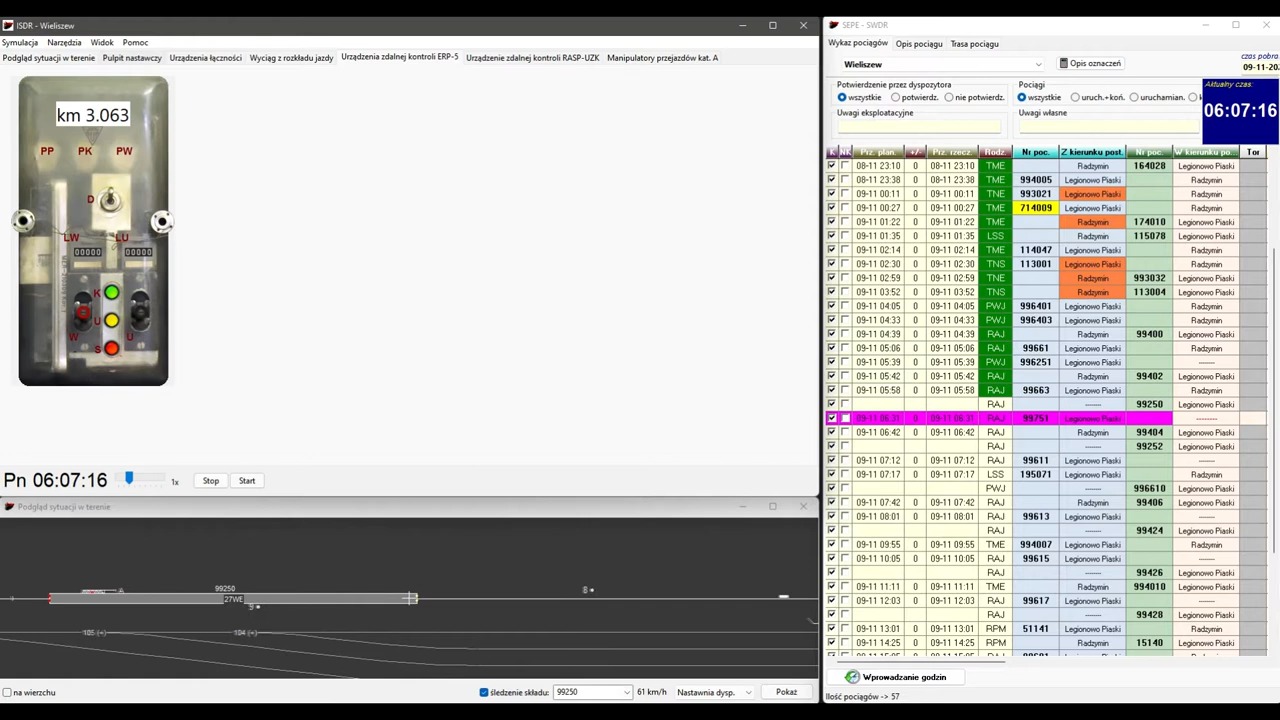 ISDR - Wieliszew
Symulacja Narzędzia Widok Pomoc
Podgląd sytuacji w terenie Pulpit nastawczy Urządzenia łączności Wyciąg z rozkładu jazdy Urządzenia zdalnej kontroli ERP-5 Urządzenie zdalnej kontroli RASP-UZK Manipulatory przejazdów kat. A
km 3.063
PP PK PW
D
LW LU
00000 00000
K
U
W U
S
Pn 06:07:16 1x Stop Start
Podgląd sytuacji w terenie
99250
27WE
9
8
105 (+) 104 (+)
na wierzchu śledzenie składu: 99250 61 km/h Nastawnia dysp. Pokaż
SEPE - SWDR
Wykaz pociągów Opis pociągu Trasa pociągu
czas pobra
Wieliszew Opis oznaczeń 09-11-20
Potwierdzenie przez dyspozytora Pociągi Aktualny czas:
wszystkie potwierdz. nie potwierdz. wszystkie uruch.+koń. uruchamian. 06:07:16
Uwagi eksploatacyjne Uwagi własne
K NK Prz. plan. +/- Prz. rzecz. Rodz. Nr poc. Z kierunku post. Nr poc. W kierunku po... Tor
08-11 23:10 0 08-11 23:10 TME Radzymin 164028 Legionowo Piaski
08-11 23:38 0 08-11 23:38 TME 994005 Legionowo Piaski Radzymin
09-11 00:11 0 09-11 00:11 TNE 993021 Legionowo Piaski Radzymin
09-11 00:27 0 09-11 00:27 TME 714009 Legionowo Piaski Radzymin
09-11 01:22 0 09-11 01:22 TME Radzymin 174010 Legionowo Piaski
09-11 01:35 0 09-11 01:35 LSS Radzymin 115078 Legionowo Piaski
09-11 02:14 0 09-11 02:14 TME 114047 Legionowo Piaski Radzymin
09-11 02:30 0 09-11 02:30 TNS 113001 Legionowo Piaski Radzymin
09-11 02:59 0 09-11 02:59 TNE Radzymin 993032 Legionowo Piaski
09-11 03:52 0 09-11 03:52 TNS Radzymin 113004 Legionowo Piaski
09-11 04:05 0 09-11 04:05 PWJ 996401 Legionowo Piaski Radzymin
09-11 04:33 0 09-11 04:33 PWJ 996403 Legionowo Piaski Radzymin
09-11 04:39 0 09-11 04:39 RAJ Radzymin 99400 Legionowo Piaski
09-11 05:06 0 09-11 05:06 RAJ 99661 Legionowo Piaski Radzymin
09-11 05:39 0 09-11 05:39 PWJ 996251 Legionowo Piaski -------
09-11 05:42 0 09-11 05:42 RAJ Radzymin 99402 Legionowo Piaski
09-11 05:58 0 09-11 05:58 RAJ 99663 Legionowo Piaski Radzymin
RAJ ------- 99250 Legionowo Piaski
09-11 06:31 0 09-11 06:31 RAJ 99751 Legionowo Piaski --------
09-11 06:42 0 09-11 06:42 RAJ Radzymin 99404 Legionowo Piaski
RAJ ------- 99252 Legionowo Piaski
09-11 07:12 0 09-11 07:12 RAJ 99611 Legionowo Piaski -------
09-11 07:17 0 09-11 07:17 LSS 195071 Legionowo Piaski Radzymin
PWJ ------- 996610 Legionowo Piaski
09-11 07:42 0 09-11 07:42 RAJ Radzymin 99406 Legionowo Piaski
09-11 08:01 0 09-11 08:01 RAJ 99613 Legionowo Piaski -------
RAJ ------- 99424 Legionowo Piaski
09-11 09:55 0 09-11 09:55 TME 994007 Legionowo Piaski Radzymin
09-11 10:05 0 09-11 10:05 RAJ 99615 Legionowo Piaski -------
RAJ ------- 99426 Legionowo Piaski
09-11 11:11 0 09-11 11:11 TME Radzymin 994010 Legionowo Piaski
09-11 12:03 0 09-11 12:03 RAJ 99617 Legionowo Piaski -------
RAJ ------- 99428 Legionowo Piaski
09-11 13:01 0 09-11 13:01 RPM 51141 Legionowo Piaski Radzymin
09-11 14:25 0 09-11 14:25 RPM Radzymin 15140 Legionowo Piaski
Wprowadzanie godzin
Ilość pociągów -> 57